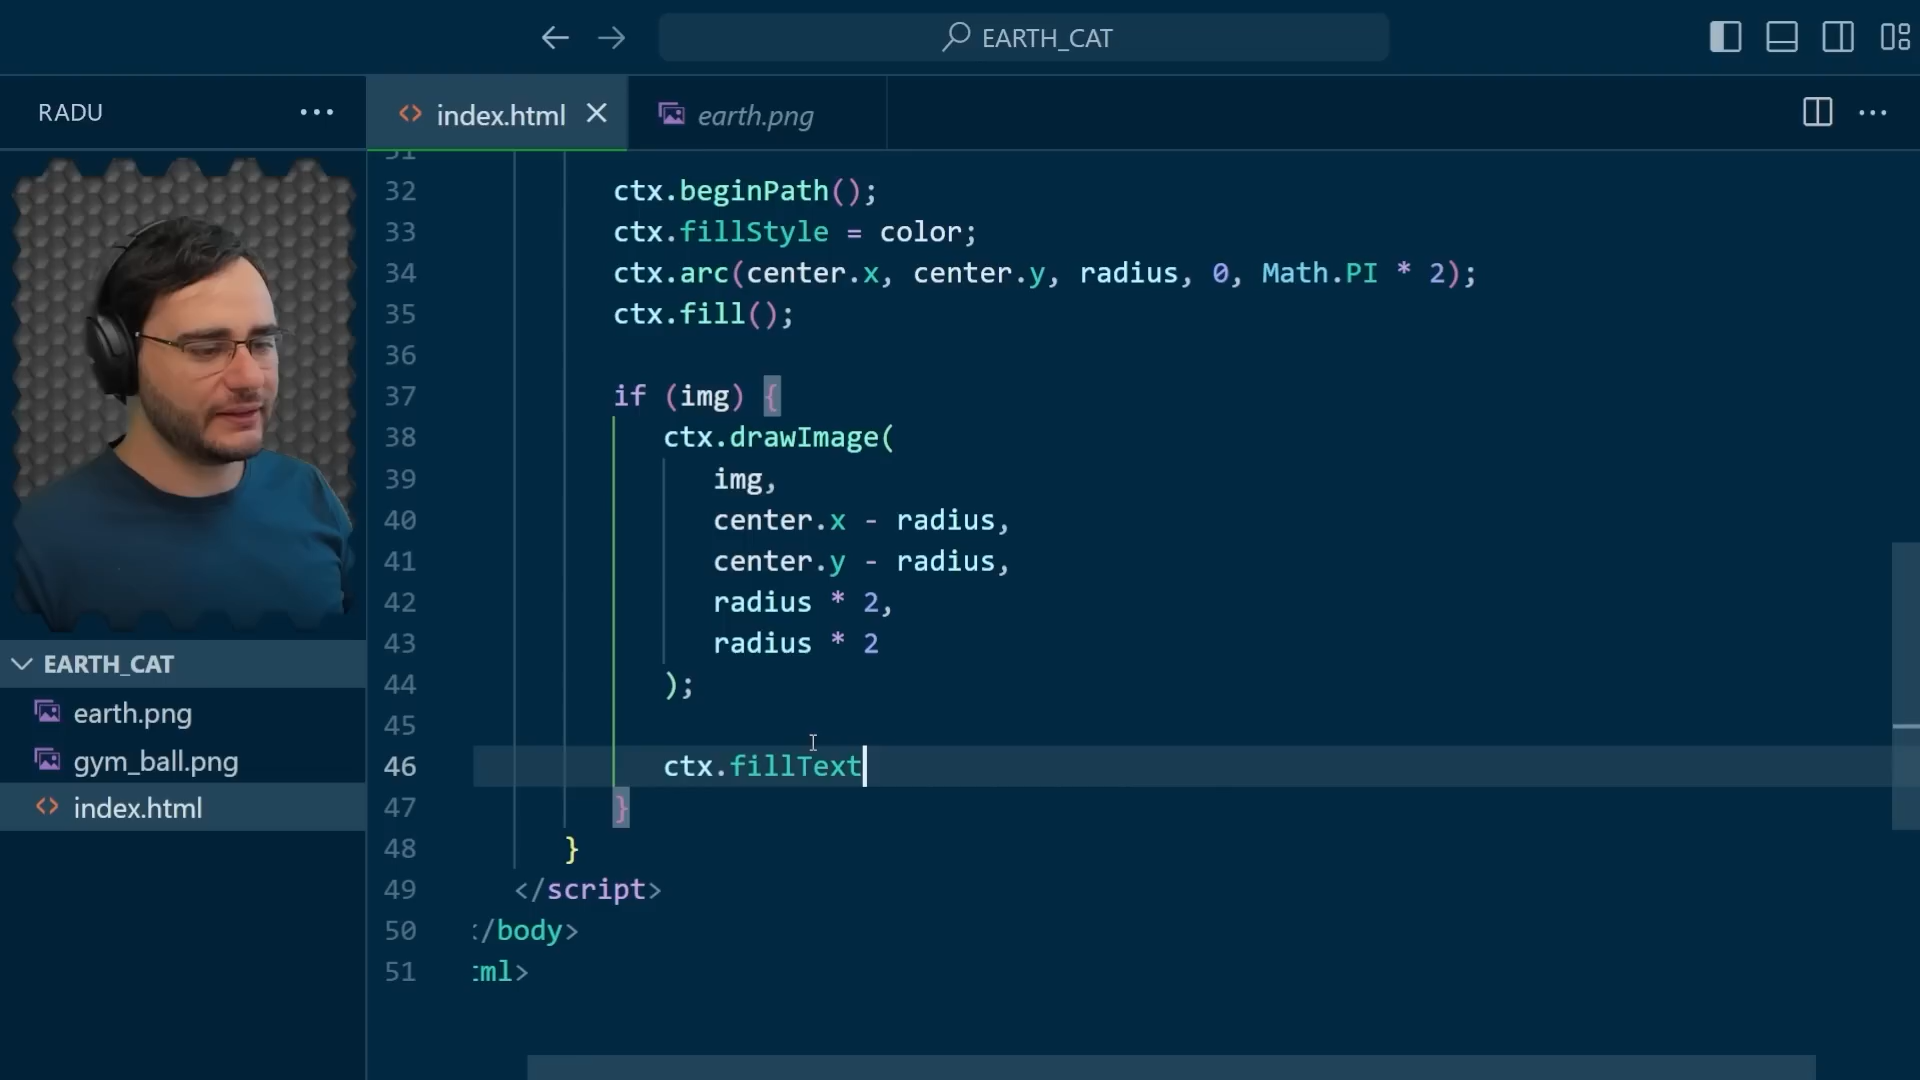 EARTH_CAT
RADU
index.html
earth.png
EARTH_CAT
earth.png
gym_ball.png
index.html
31
32 ctx.beginPath();
33 ctx.fillStyle = color;
34 ctx.arc(center.x, center.y, radius, 0, Math.PI * 2);
35 ctx.fill();
36
37 if (img) {
38 ctx.drawImage(
39 img,
40 center.x - radius,
41 center.y - radius,
42 radius * 2,
43 radius * 2
44 );
45
46 ctx.fillText
47 }
48 }
49 </script>
50 /body>
51 ml>